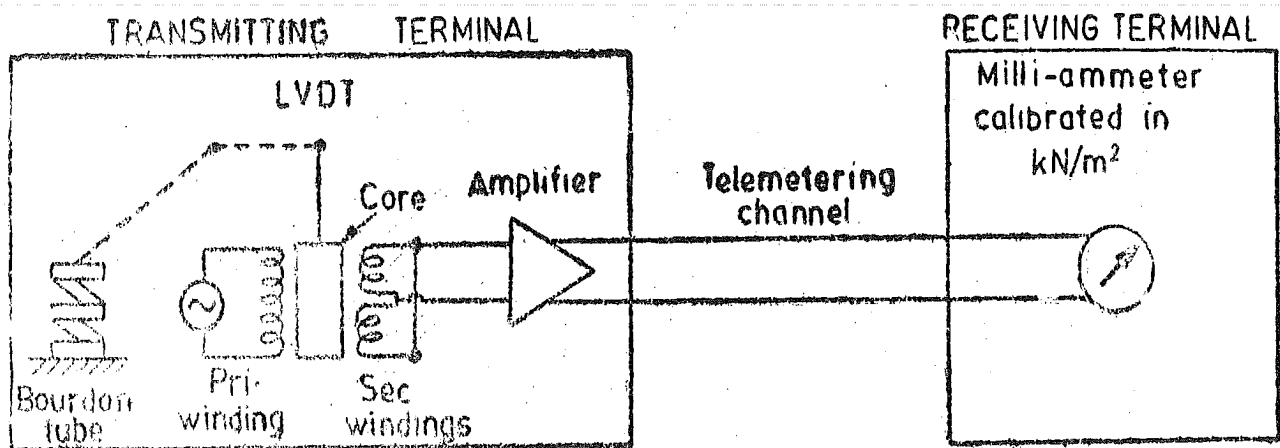 TRANSMITTING TERMINAL
RECEIVING TERMINAL
LVDT
Milli-ammeter
calibrated in
kN/m²
Core
Amplifier
Telemetering
channel
Bourdon
tube
Pri-
winding
Sec
windings